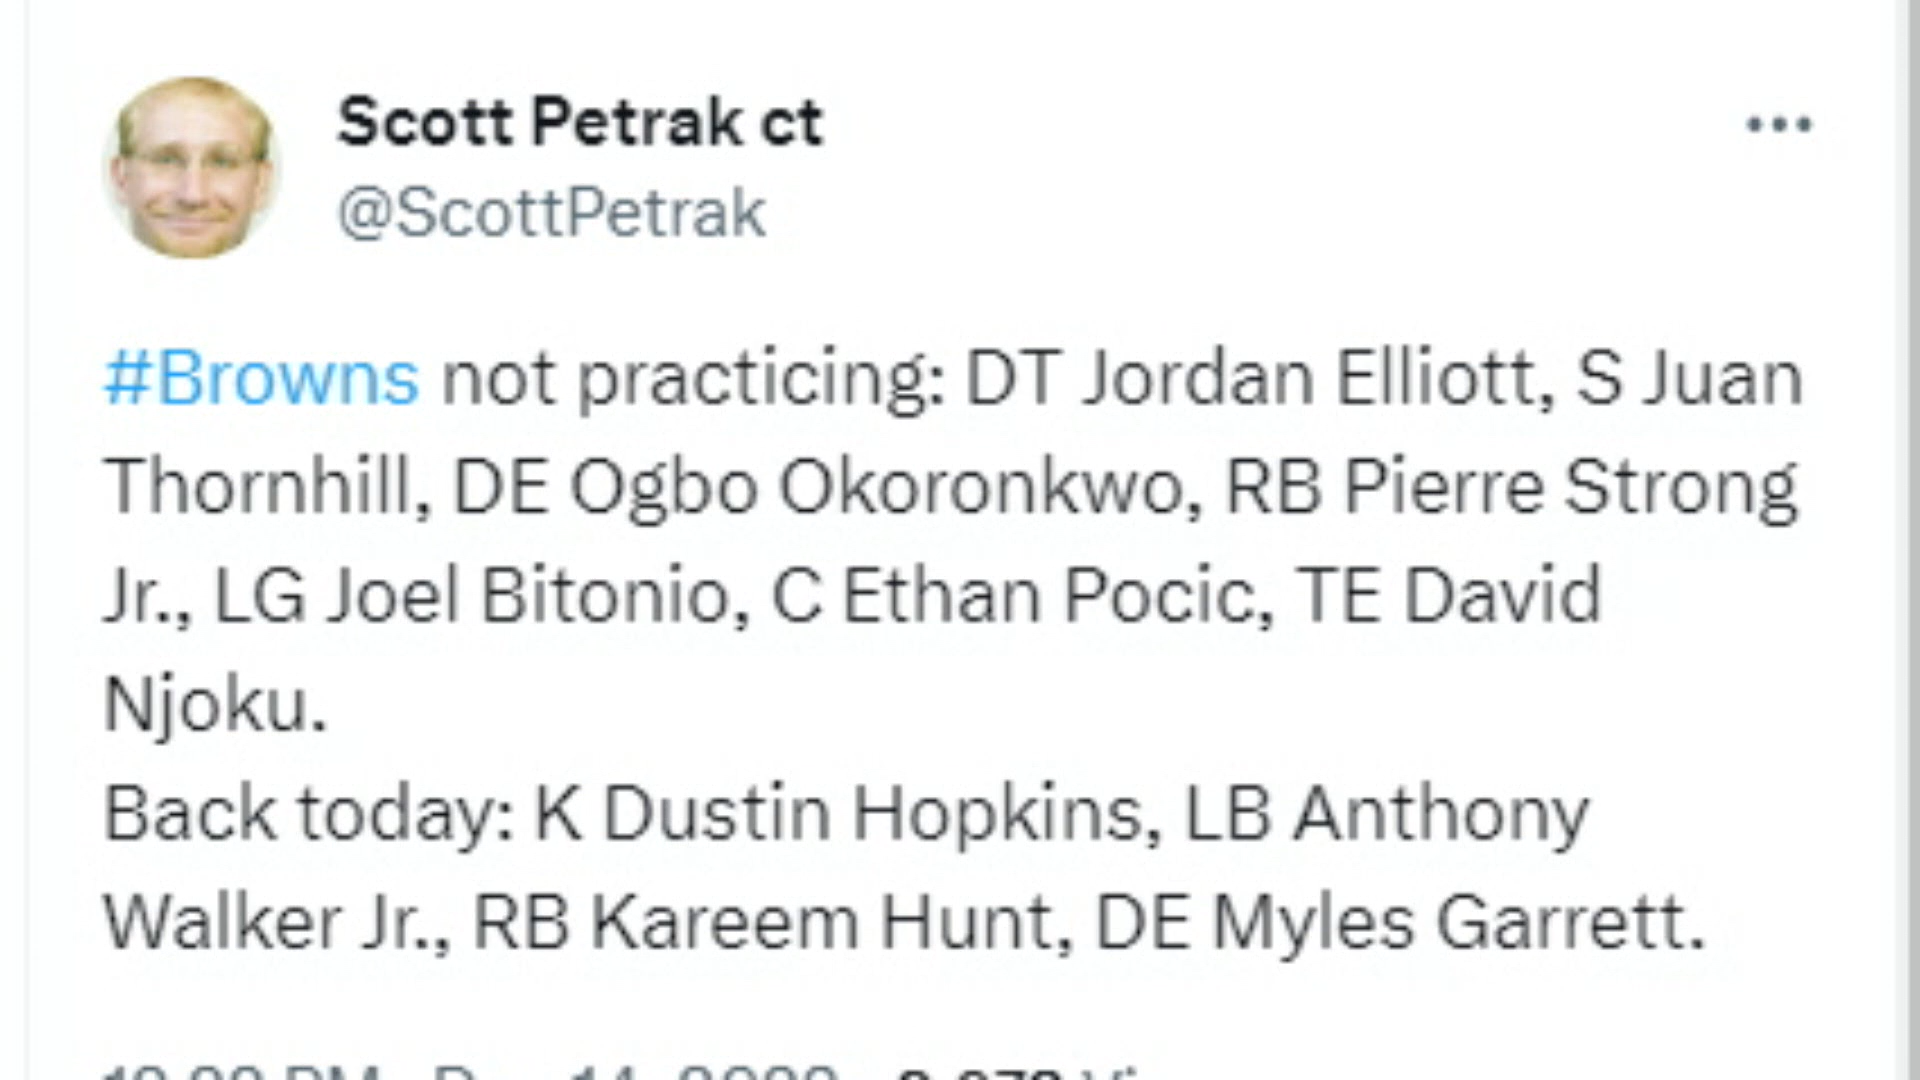 Scott Petrak ct
@ScottPetrak
#Browns not practicing: DT Jordan Elliott, S Juan
Thornhill, DE Ogbo Okoronkwo, RB Pierre Strong
Jr., LG Joel Bitonio, C Ethan Pocic, TE David
Njoku.
Back today: K Dustin Hopkins, LB Anthony
Walker Jr., RB Kareem Hunt, DE Myles Garrett.